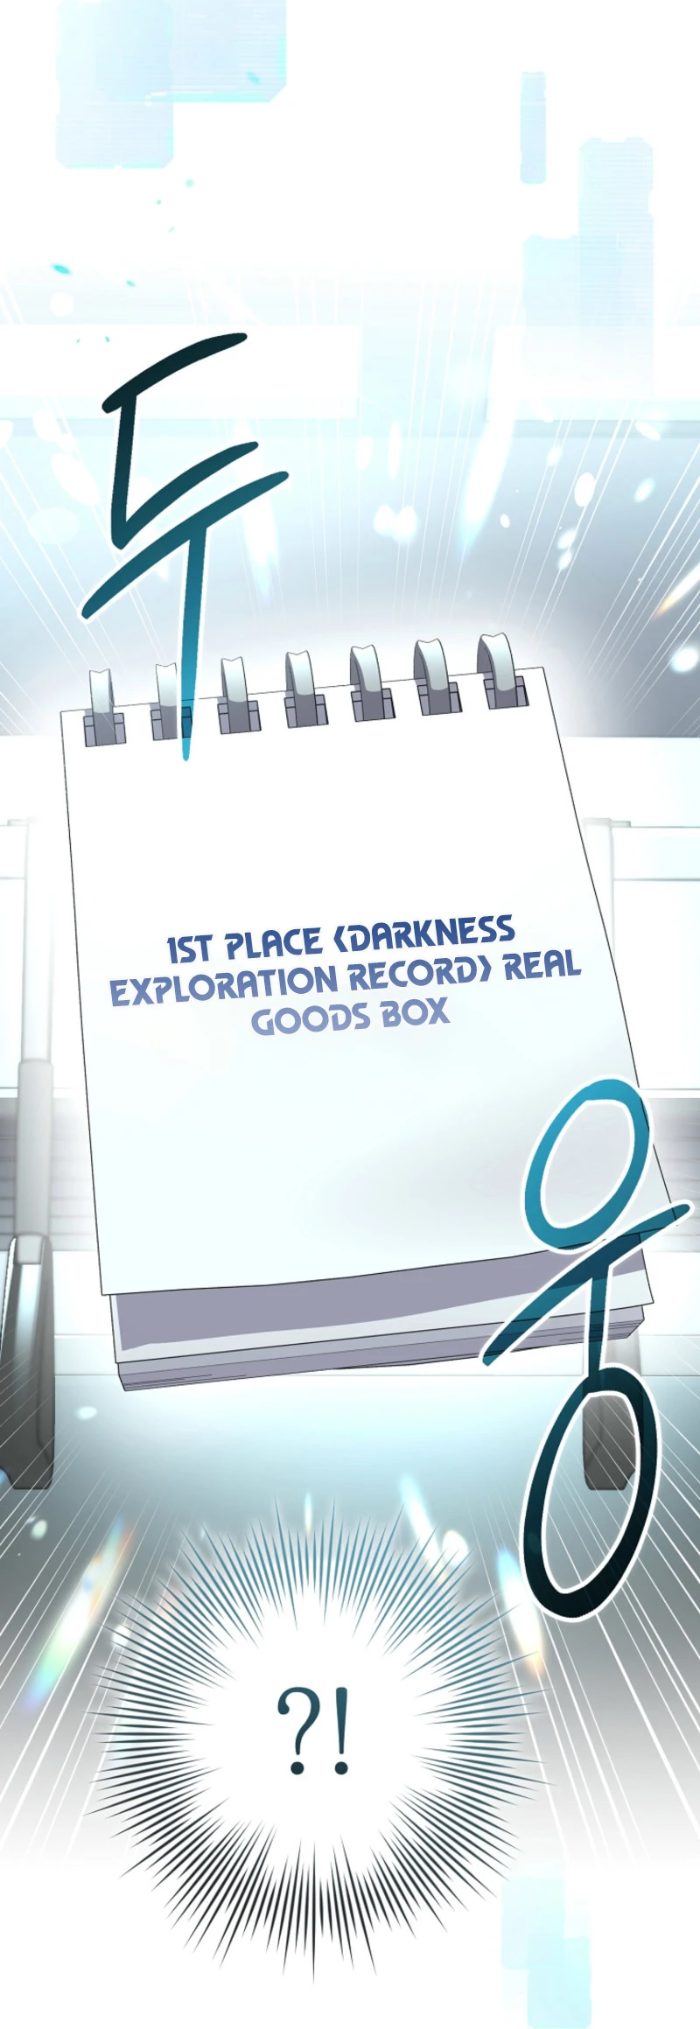 두
1ST PLACE <DARKNESS
EXPLORATION RECORD> REAL
GOODS BOX
웅
?!